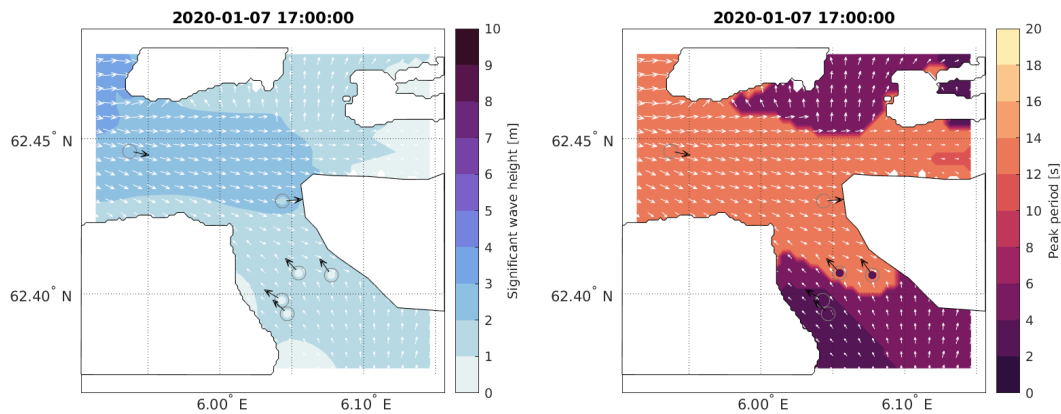 2020-01-07 17:00:00
62.45° N
62.40° N
6.00° E
6.10° E
10
9
8
7
6
5
4
3
2
1
0
Significant wave height [m]
2020-01-07 17:00:00
62.45° N
62.40° N
6.00° E
6.10° E
20
18
16
14
12
10
8
6
4
2
0
Peak period [s]